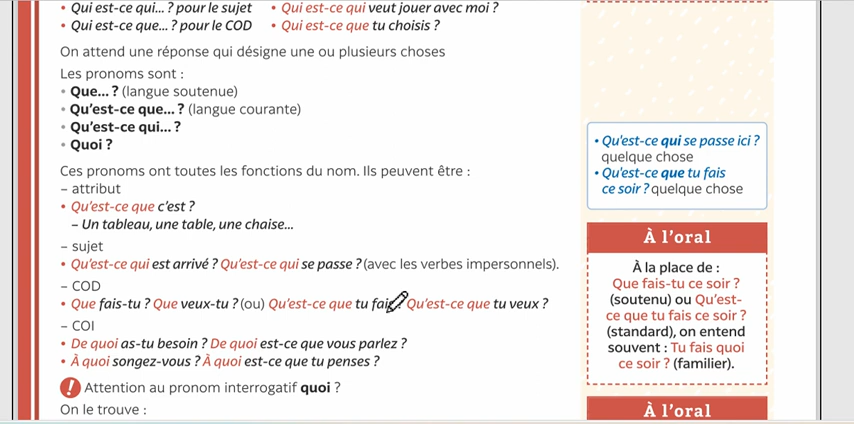 • Qui est-ce qui... ? pour le sujet • Qui est-ce qui veut jouer avec moi ?
• Qui est-ce que... ? pour le COD • Qui est-ce que tu choisis ?
On attend une réponse qui désigne une ou plusieurs choses
Les pronoms sont :
• Que... ? (langue soutenue)
• Qu'est-ce que... ? (langue courante)
• Qu'est-ce qui... ?
• Quoi ?
Ces pronoms ont toutes les fonctions du nom. Ils peuvent être :
– attribut
• Qu'est-ce que c'est ?
– Un tableau, une table, une chaise...
– sujet
• Qu'est-ce qui est arrivé ? Qu'est-ce qui se passe ? (avec les verbes impersonnels).
– COD
• Que fais-tu ? Que veux-tu ? (ou) Qu'est-ce que tu Qu'est-ce que tu veux ?
– COI
• De quoi as-tu besoin ? De quoi est-ce que vous parlez ?
• À quoi songez-vous ? À quoi est-ce que tu penses ?
! Attention au pronom interrogatif quoi ?
On le trouve :
• Qu'est-ce qui se passe ici ?
quelque chose
• Qu'est-ce que tu fais
ce soir ? quelque chose
À l'oral
À la place de :
Que fais-tu ce soir ?
(soutenu) ou Qu'est-
ce que tu fais ce soir ?
(standard), on entend
souvent : Tu fais quoi
ce soir ? (familier).
À l'oral